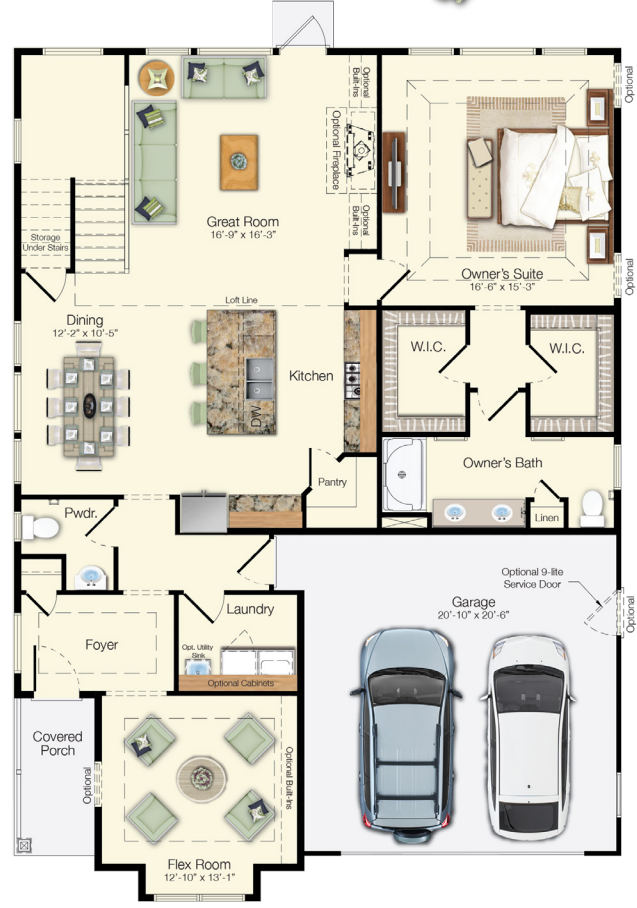 Optional
Built-Ins
Optional
Optional Fireplace
Great Room
16'-9" x 16'-3"
Optional
Built-Ins
Storage
Under Stairs
Owner's Suite
16'-6" x 15'-3"
Optional
Loft Line
Dining
12'-2" x 10'-5"
W.I.C.
W.I.C.
Kitchen
DW
Owner's Bath
Pantry
Linen
Pwdr.
Optional 9-lite
Service Door
Garage
20'-10" x 20'-6"
Optional
Laundry
Foyer
Opt. Utility
Sink
Optional Cabinets
Covered
Porch
Optional
Optional Built-Ins
Flex Room
12'-10" x 13'-1"